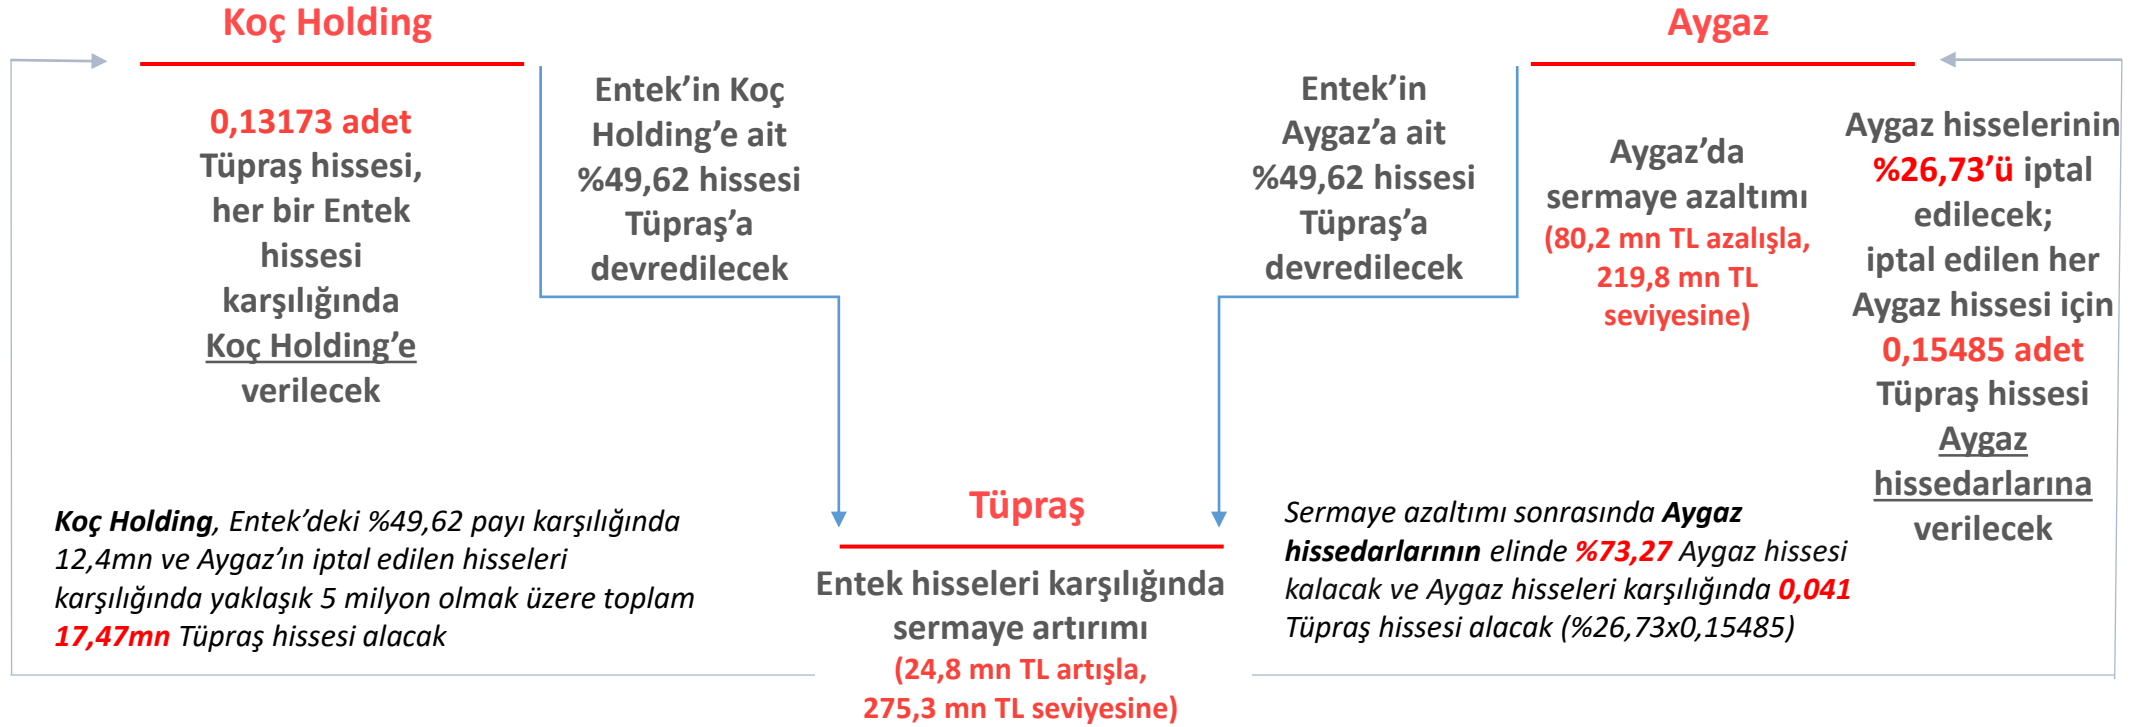 Koç Holding
0,13173 adet
Tüpraş hissesi,
her bir Entek
hissesi
karşılığında
Koç Holding’e
verilecek
Entek’in Koç
Holding’e ait
%49,62 hissesi
Tüpraş’a
devredilecek
Koç Holding, Entek’deki %49,62 payı karşılığında
12,4mn ve Aygaz’ın iptal edilen hisseleri
karşılığında yaklaşık 5 milyon olmak üzere toplam
17,47mn Tüpraş hissesi alacak
Tüpraş
Entek hisseleri karşılığında
sermaye artırımı
(24,8 mn TL artışla,
275,3 mn TL seviyesine)
Aygaz
Entek’in
Aygaz’a ait
%49,62 hissesi
Tüpraş’a
devredilecek
Aygaz’da
sermaye azaltımı
(80,2 mn TL azalışla,
219,8 mn TL
seviyesine)
Aygaz hisselerinin
%26,73’ü iptal
edilecek;
iptal edilen her
Aygaz hissesi için
0,15485 adet
Tüpraş hissesi
Aygaz
hissedarlarına
verilecek
Sermaye azaltımı sonrasında Aygaz
hissedarlarının elinde %73,27 Aygaz hissesi
kalacak ve Aygaz hisseleri karşılığında 0,041
Tüpraş hissesi alacak (%26,73x0,15485)